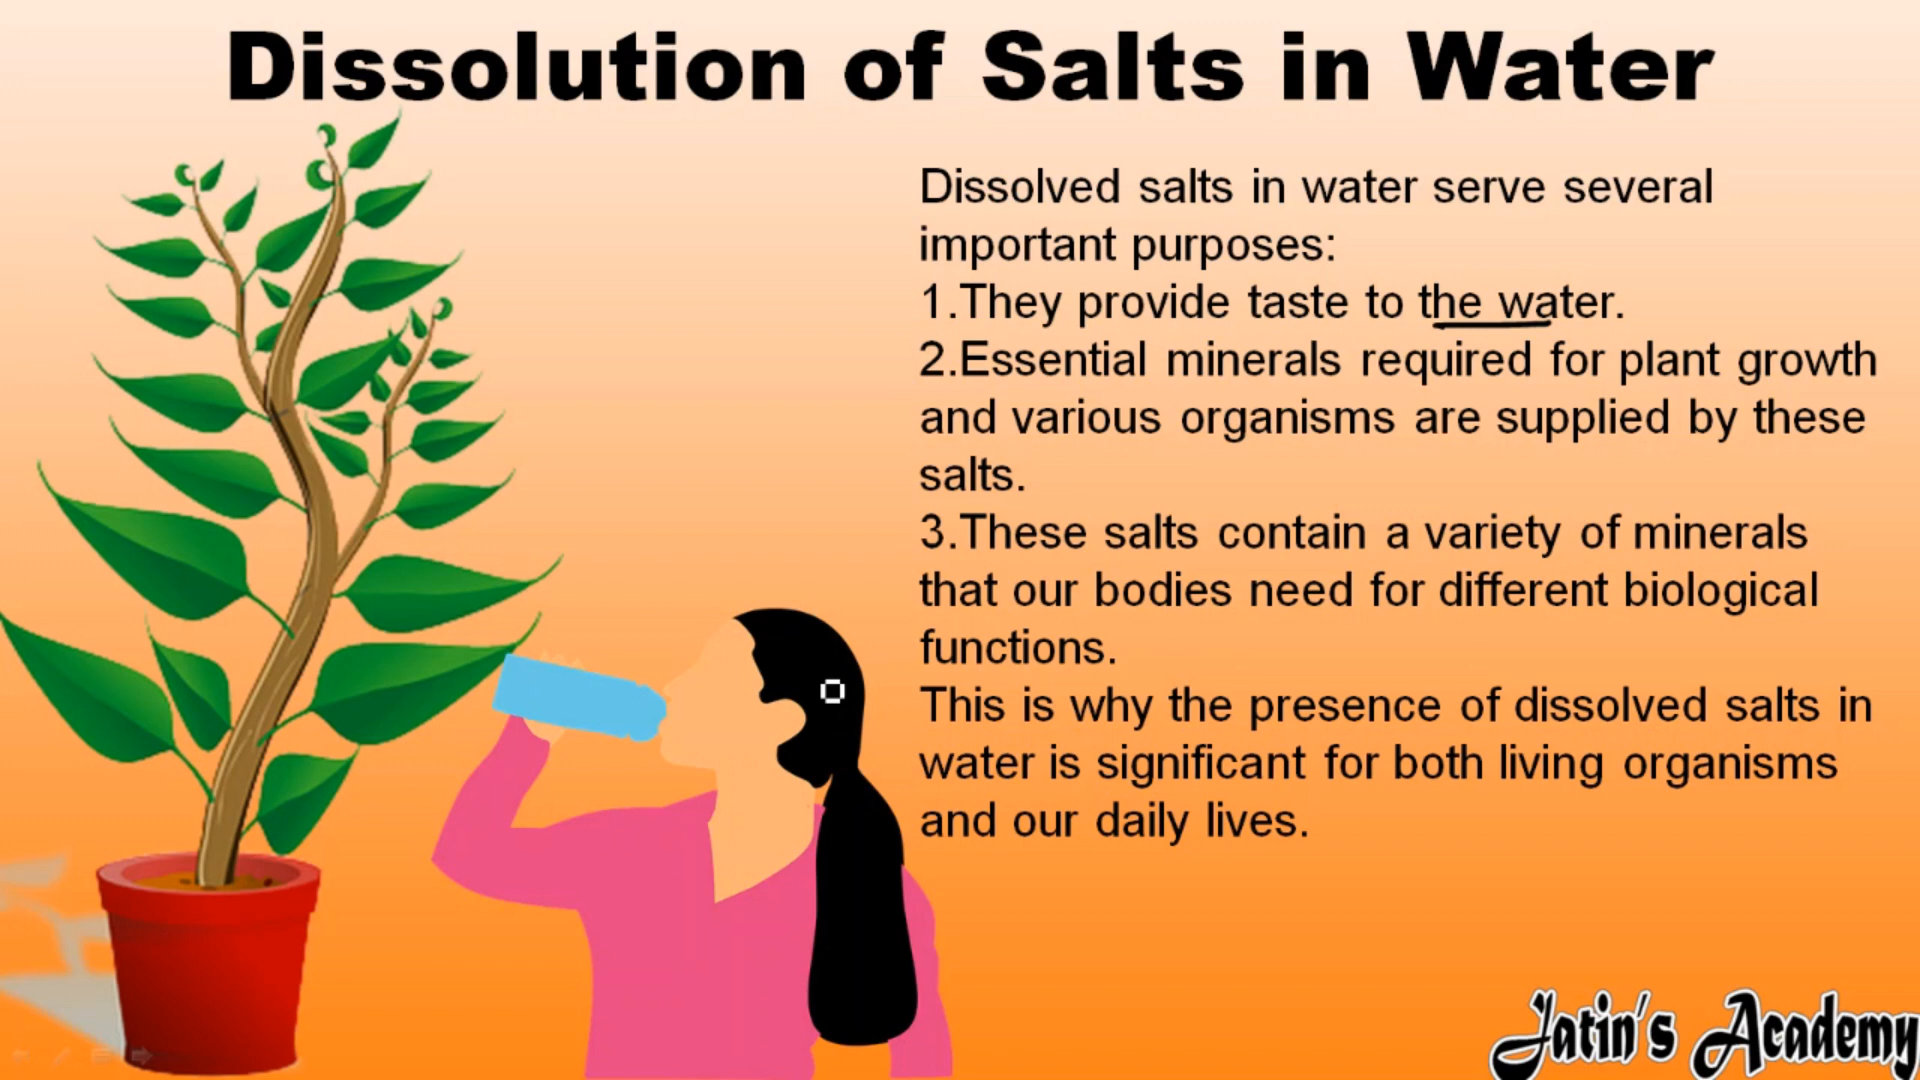 Dissolution of Salts in Water
Dissolved salts in water serve several
important purposes:
1.They provide taste to the water.
2.Essential minerals required for plant growth
and various organisms are supplied by these
salts.
3.These salts contain a variety of minerals
that our bodies need for different biological
functions.
This is why the presence of dissolved salts in
water is significant for both living organisms
and our daily lives.
Jatin's Academy